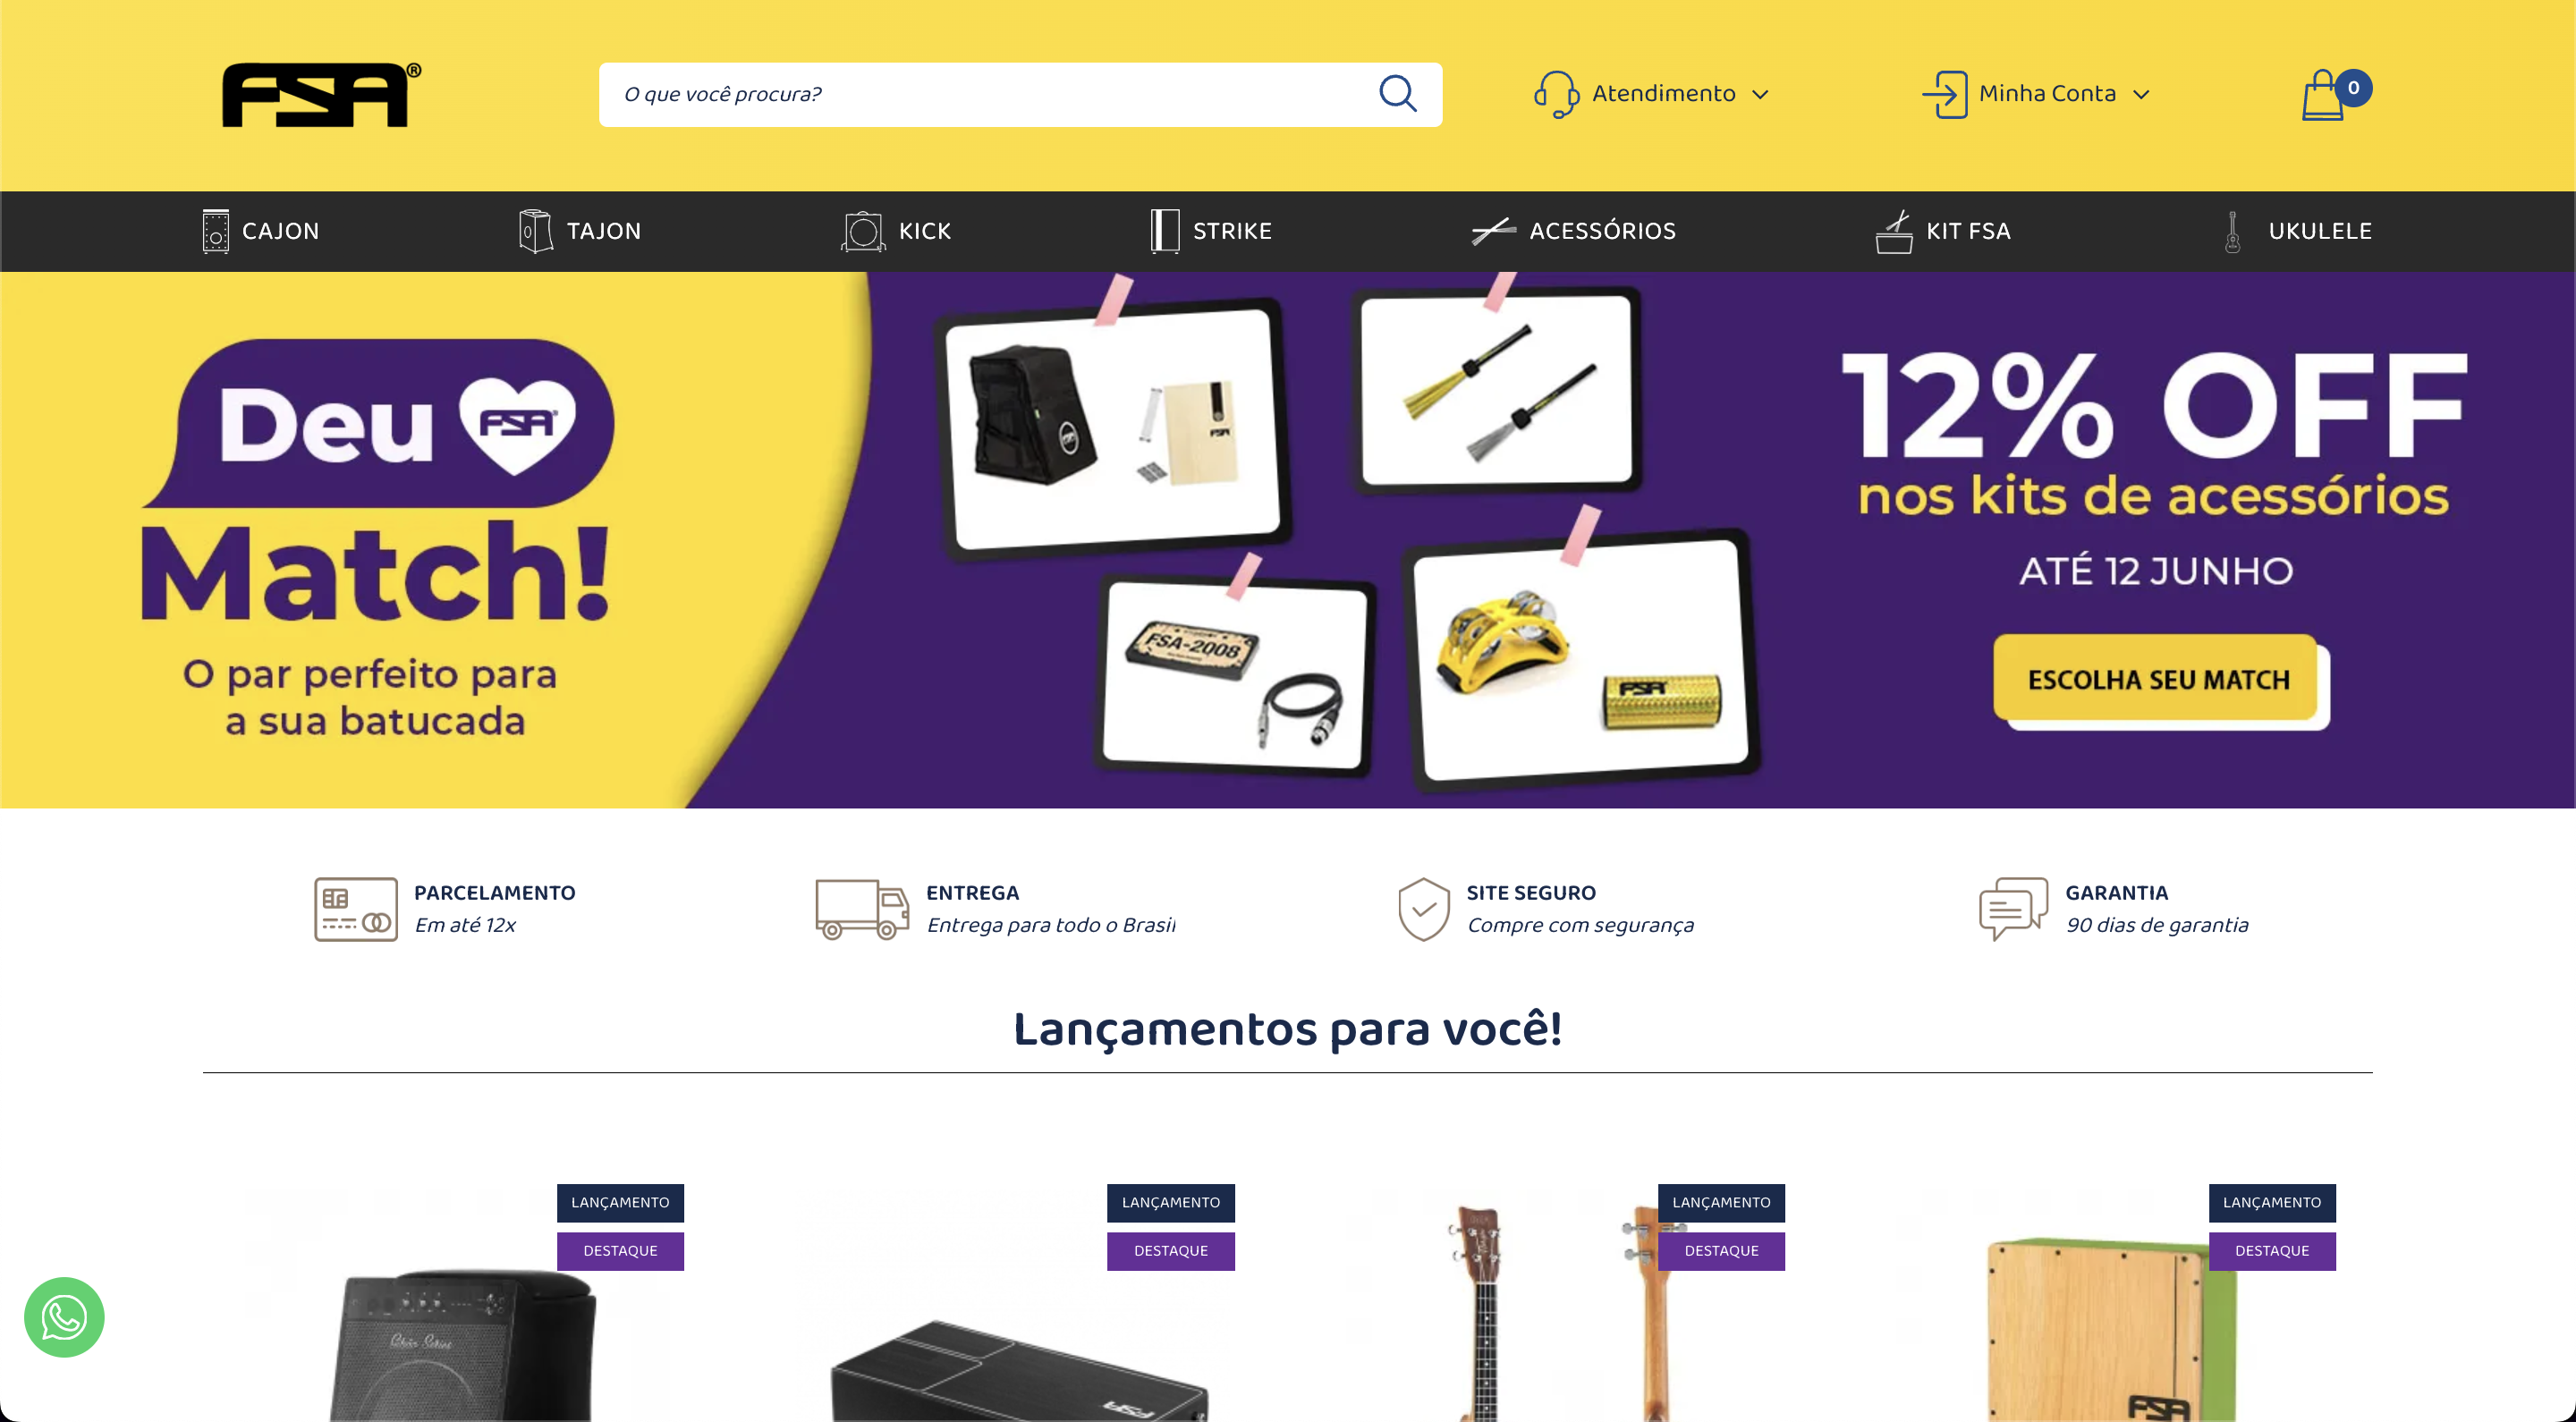 FSA®
O que você procura?
Atendimento
Minha Conta
0
CAJON
TAJON
KICK
STRIKE
ACESSÓRIOS
KIT FSA
UKULELE
Deu FSA
Match!
O par perfeito para
a sua batucada
FSA
FSA-2008
FSA
12% OFF
nos kits de acessórios
ATÉ 12 JUNHO
ESCOLHA SEU MATCH
PARCELAMENTO
Em até 12x
ENTREGA
Entrega para todo o Brasil
SITE SEGURO
Compre com segurança
GARANTIA
90 dias de garantia
Lançamentos para você!
LANÇAMENTO
DESTAQUE
LANÇAMENTO
DESTAQUE
LANÇAMENTO
DESTAQUE
LANÇAMENTO
DESTAQUE
FSA
FSA